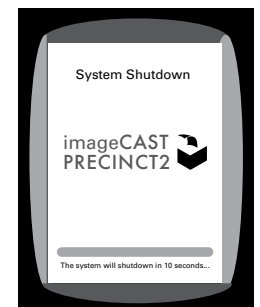 System Shutdown
imageCAST
PRECINCT2
The system will shutdown in 10 seconds...